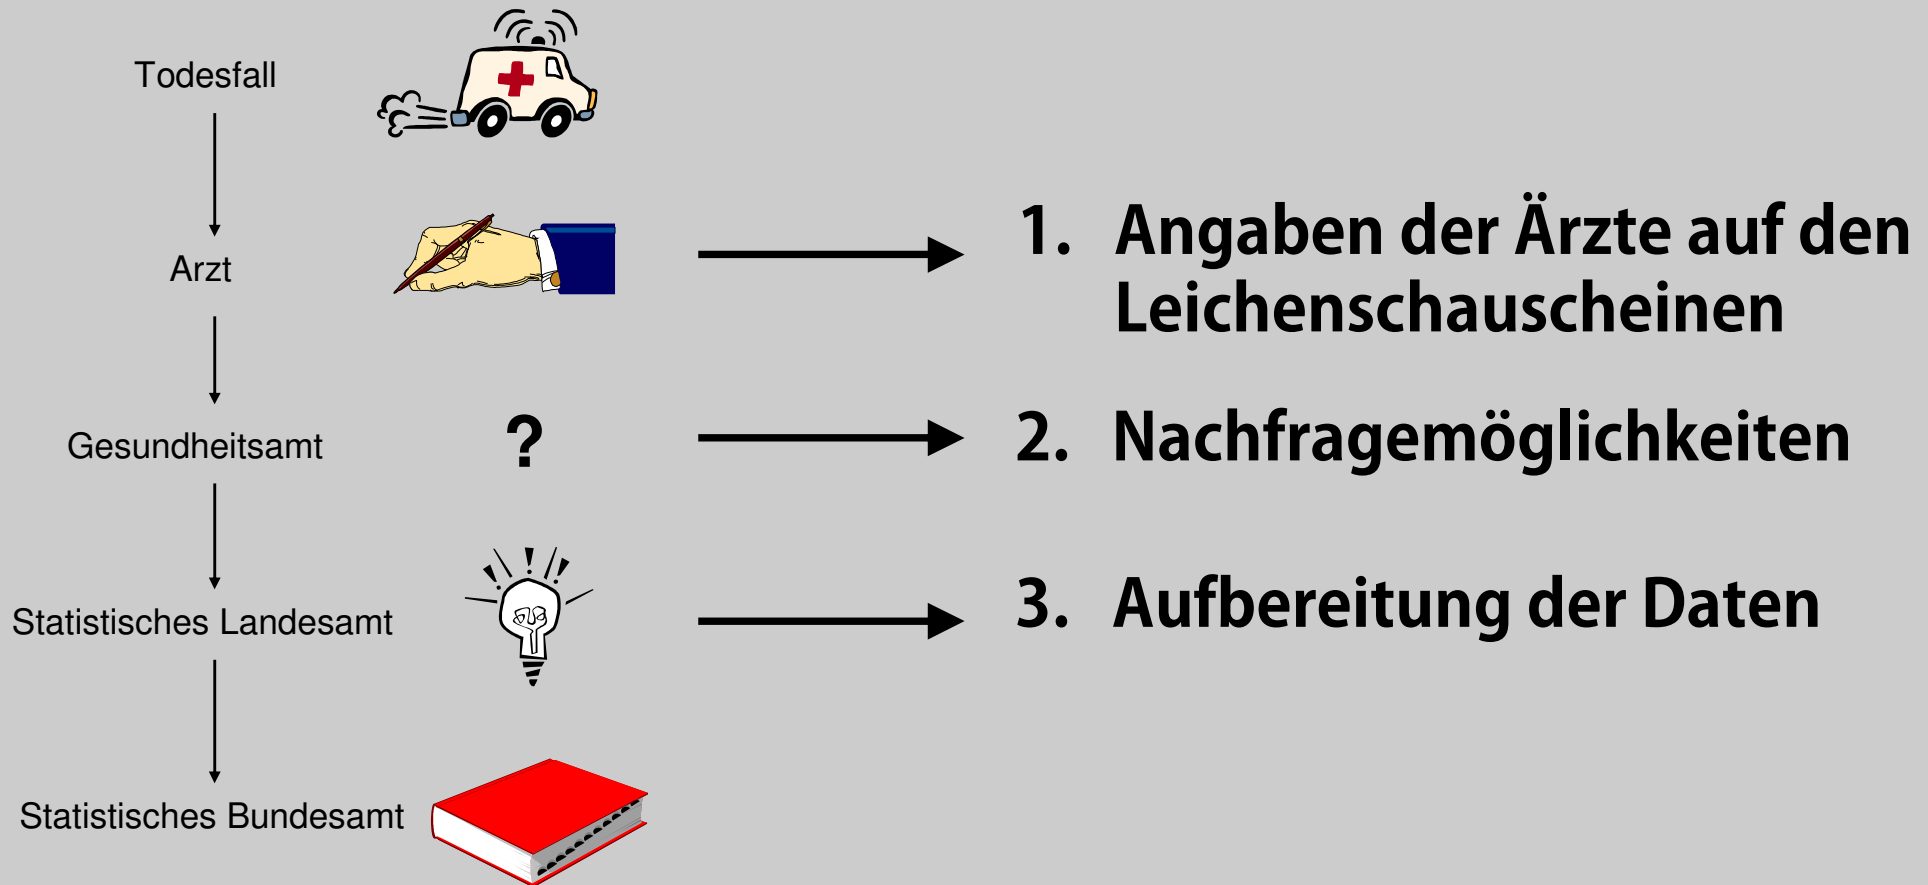 Todesfall
Arzt
1. Angaben der Ärzte auf den
Leichenschauscheinen
Gesundheitsamt
?
2. Nachfragemöglichkeiten
Statistisches Landesamt
3. Aufbereitung der Daten
Statistisches Bundesamt